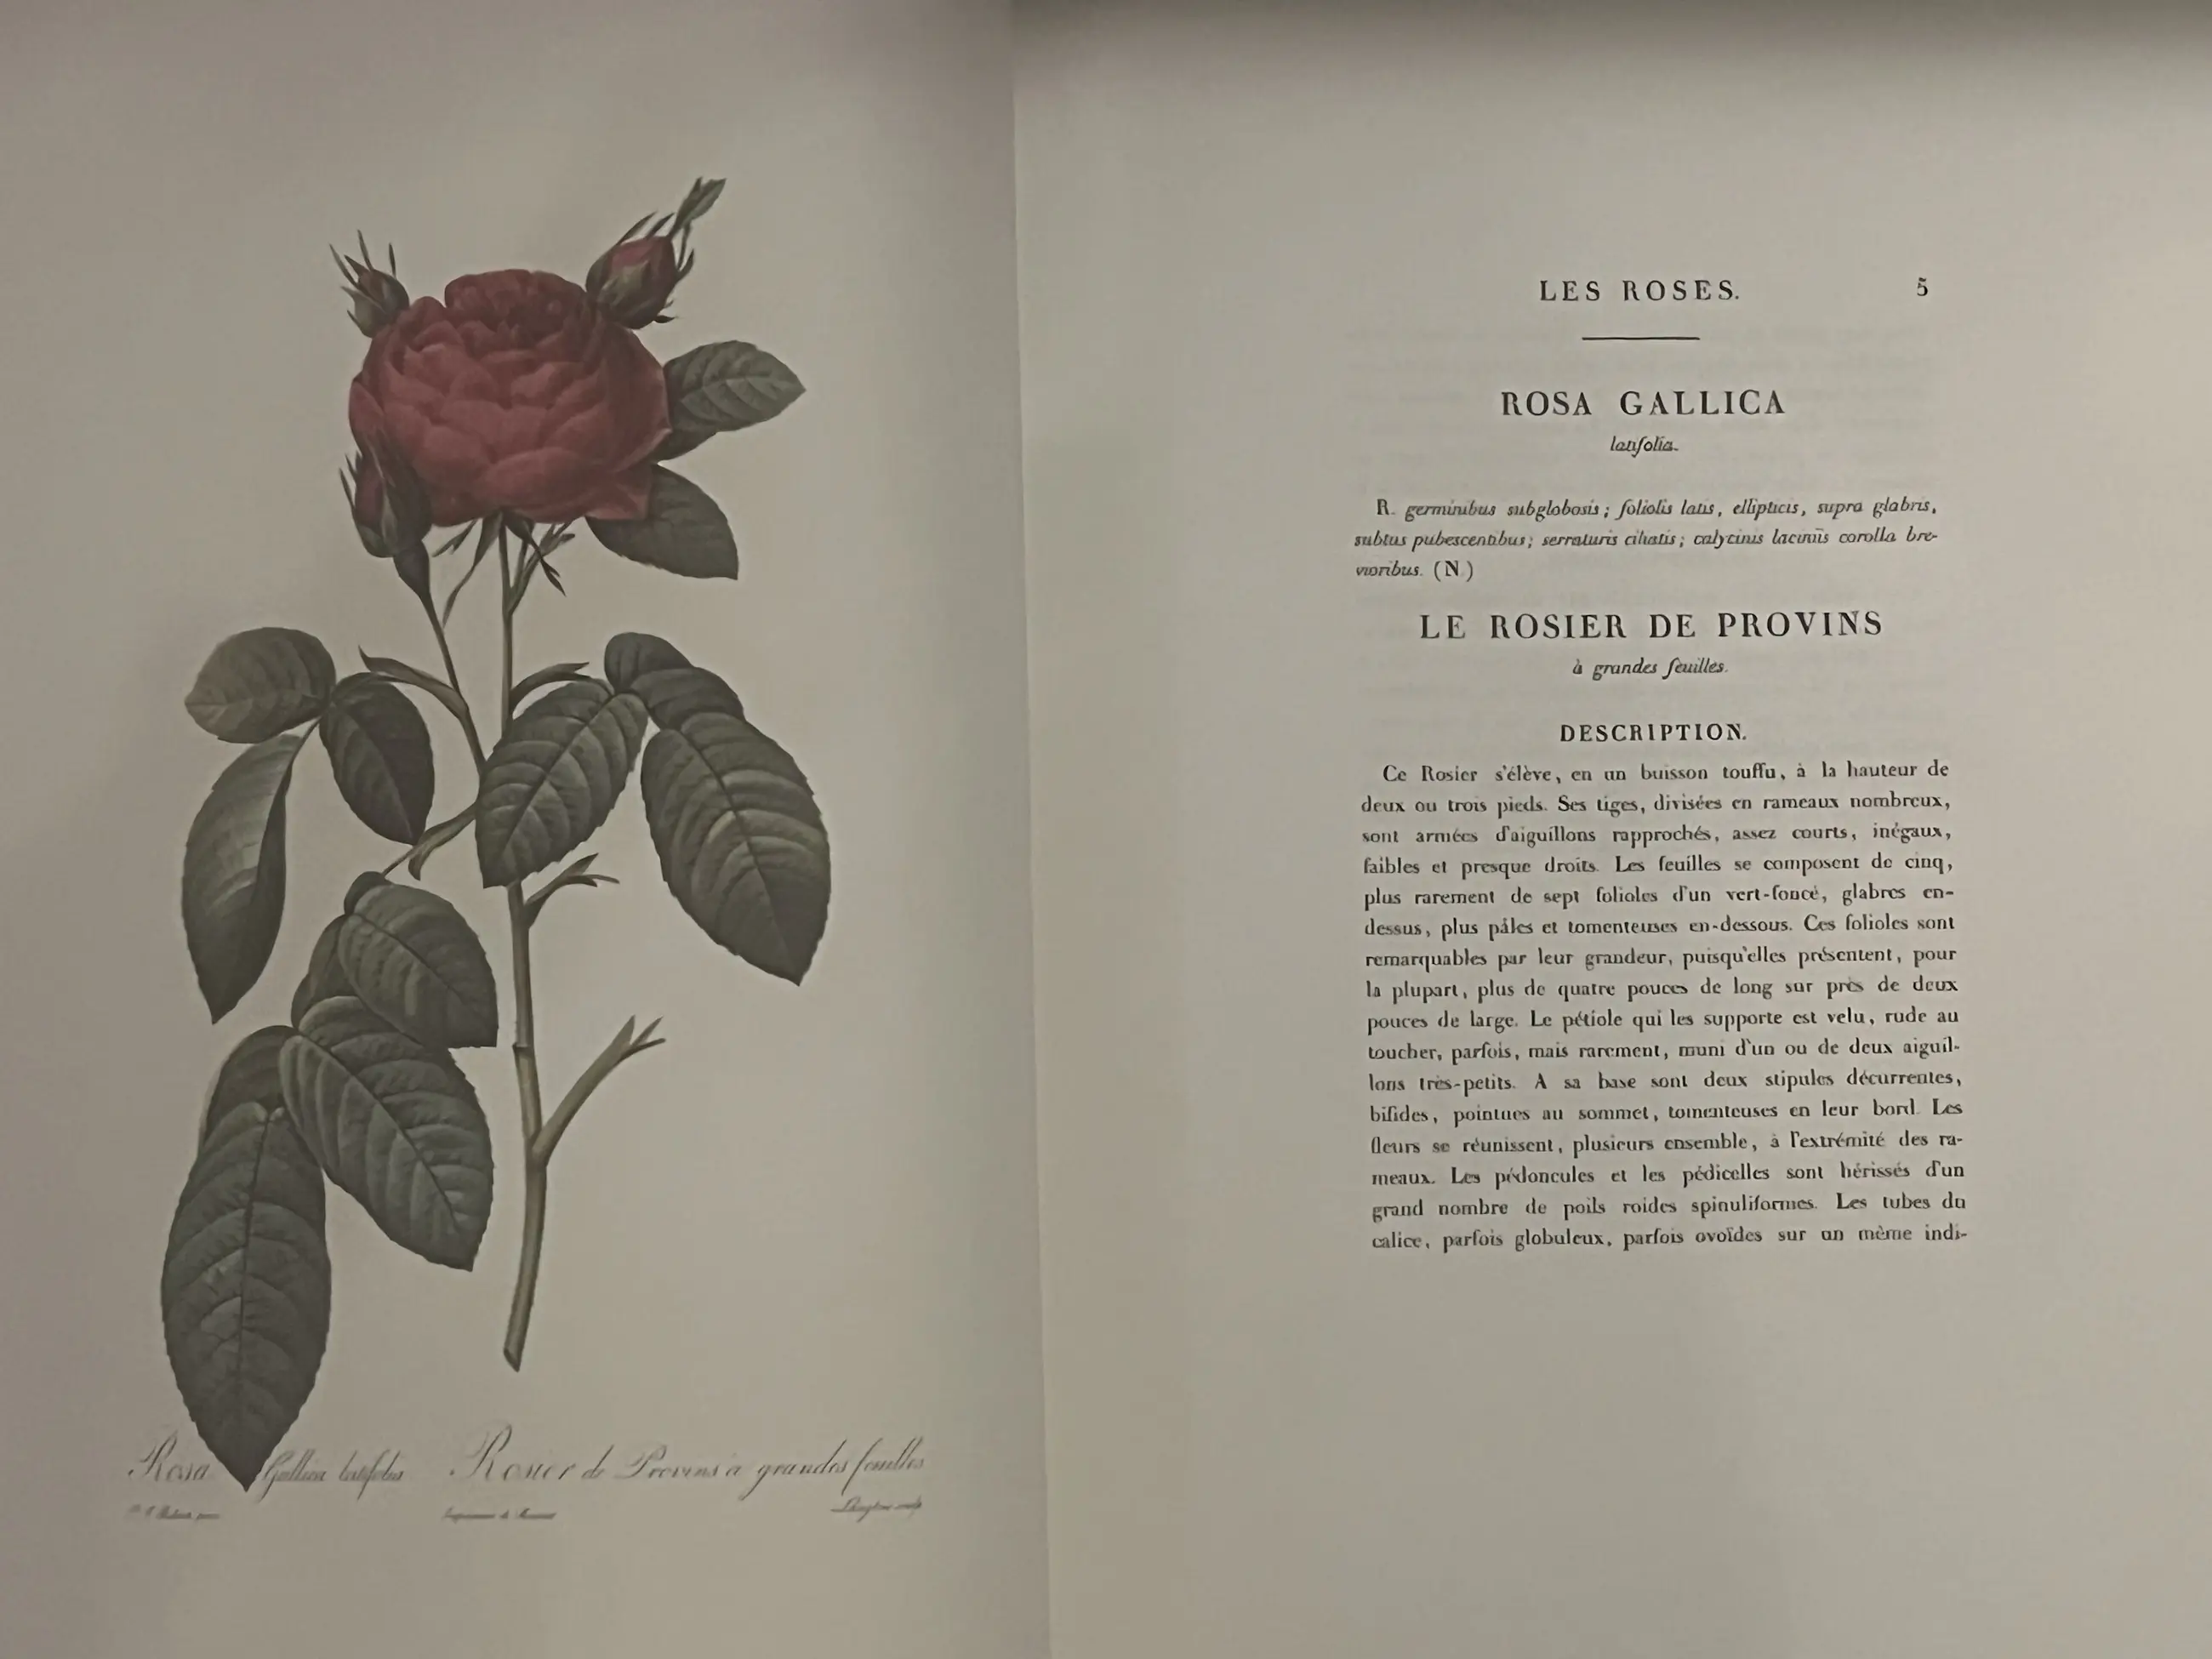 Rosa Gallica latifolia Rosier de Provins à grandes feuilles
LES ROSES. 5
ROSA GALLICA
latifolia.
R. germinibus subglobosis; foliolis latis, ellipticis, supra glabris,
subtus pubescentibus; serraturis ciliatis; calycinis laciniis corolla bre-
vioribus. (N.)
LE ROSIER DE PROVINS
à grandes feuilles.
DESCRIPTION.
Ce Rosier s'élève, en un buisson touffu, à la hauteur de
deux ou trois pieds. Ses tiges, divisées en rameaux nombreux,
sont armées d'aiguillons rapprochés, assez courts, inégaux,
faibles et presque droits. Les feuilles se composent de cinq,
plus rarement de sept folioles d'un vert-foncé, glabres en-
dessus, plus pâles et tomenteuses en-dessous. Ces folioles sont
remarquables par leur grandeur, puisqu'elles présentent, pour
la plupart, plus de quatre pouces de long sur près de deux
pouces de large. Le pétiole qui les supporte est velu, rude au
toucher, parfois, mais rarement, muni d'un ou de deux aiguil-
lons très-petits. A sa base sont deux stipules décurrentes,
bifides, pointues au sommet, tomenteuses en leur bord. Les
fleurs se réunissent, plusieurs ensemble, à l'extrémité des ra-
meaux. Les pédoncules et les pédicelles sont hérissés d'un
grand nombre de poils roides spinuliformes. Les tubes du
calice, parfois globuleux, parfois ovoïdes sur un même indi-